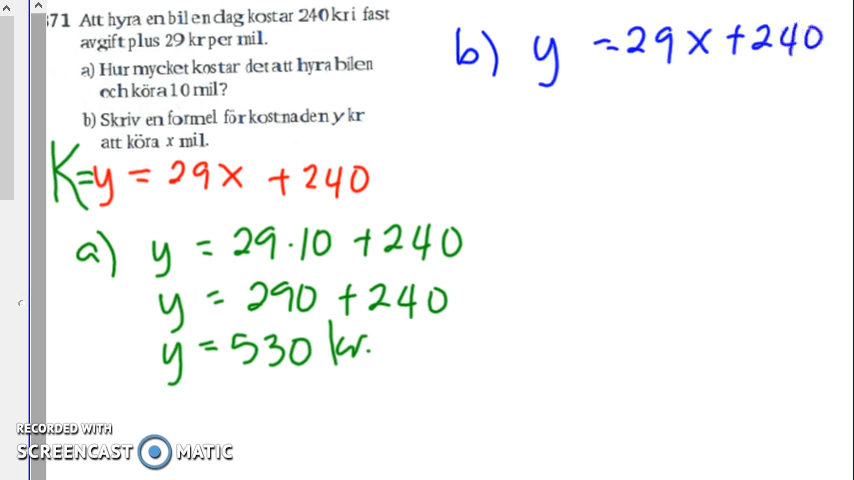 371 Att hyra en bil en dag kostar 240 kr i fast
avgift plus 29 kr per mil.
a) Hur mycket kostar det att hyra bilen
och köra 10 mil?
b) Skriv en formel för kostnaden y kr
att köra x mil.
K=y = 29x + 240
a) y = 29·10 + 240
y = 290 + 240
y = 530 kr.
b) y = 29x + 240
RECORDED WITH
SCREENCAST MATIC